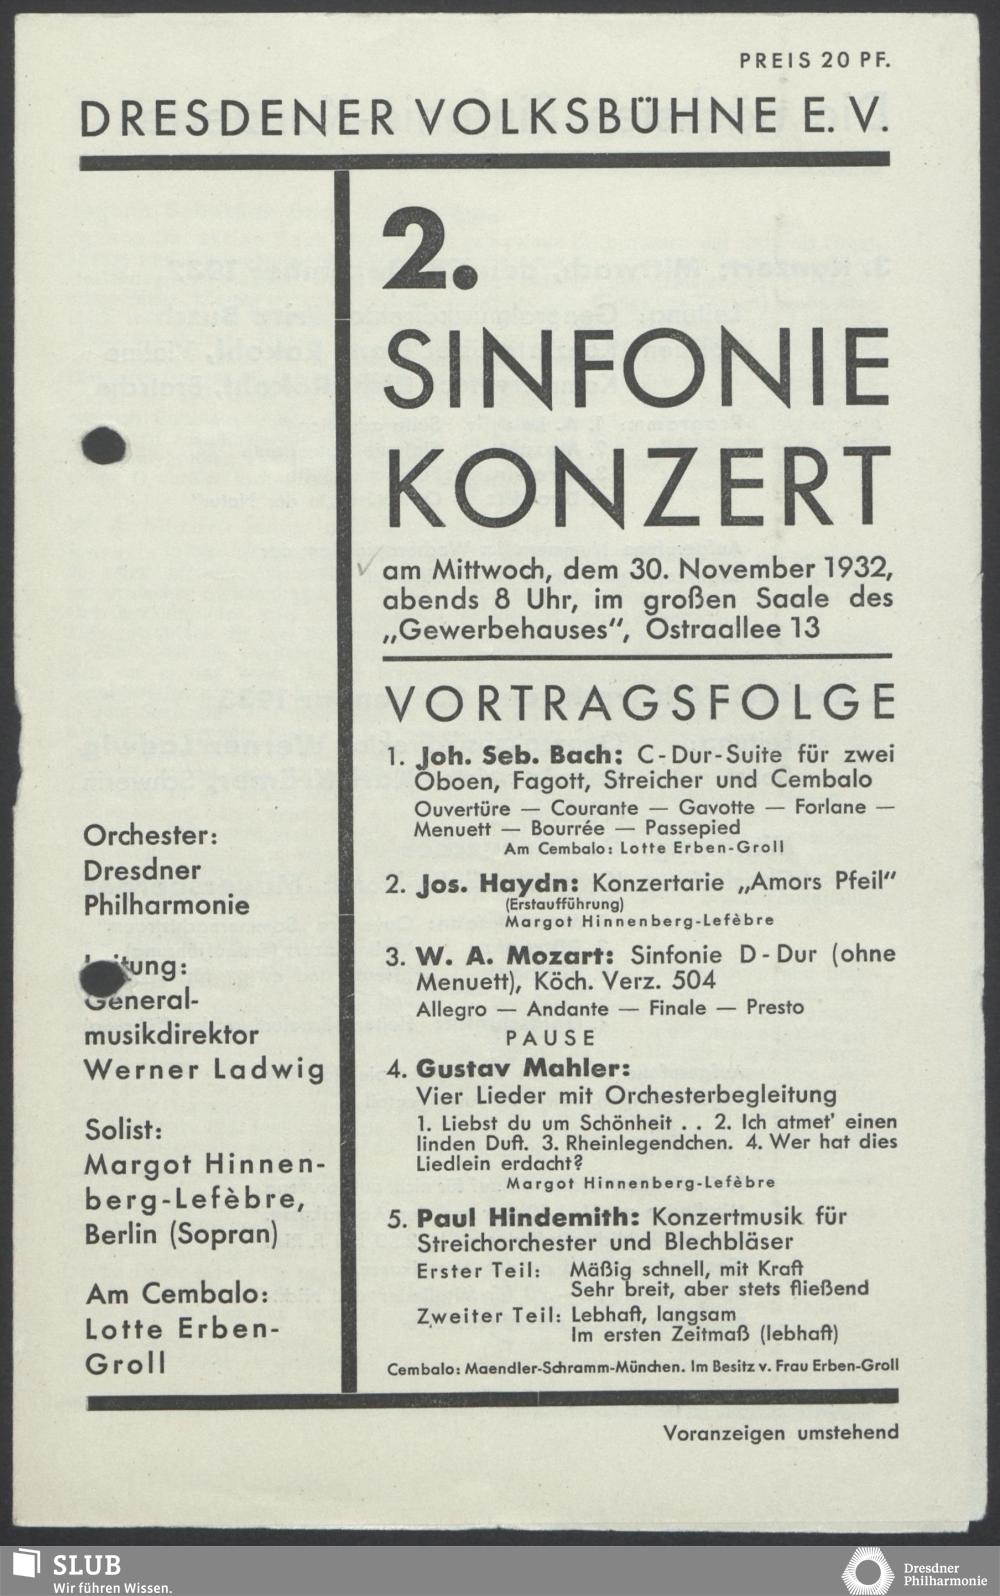 PREIS 20 PF.
DRESDENER VOLKSBÜHNE E. V.
2.
SINFONIE
KONZERT
am Mittwoch, dem 30. November 1932,
abends 8 Uhr, im großen Saale des
„Gewerbehauses“, Ostraallee 13
VORTRAGSFOLGE
1. Joh. Seb. Bach: C-Dur-Suite für zwei
Oboen, Fagott, Streicher und Cembalo
Ouvertüre — Courante — Gavotte — Forlane —
Menuett — Bourrée — Passepied
Am Cembalo: Lotte Erben-Groll
2. Jos. Haydn: Konzertarie „Amors Pfeil“
(Erstaufführung)
Margot Hinnenberg-Lefèbre
3. W. A. Mozart: Sinfonie D-Dur (ohne
Menuett), Köch. Verz. 504
Allegro — Andante — Finale — Presto
PAUSE
4. Gustav Mahler:
Vier Lieder mit Orchesterbegleitung
1. Liebst du um Schönheit . . 2. Ich atmet' einen
linden Duft. 3. Rheinlegendchen. 4. Wer hat dies
Liedlein erdacht?
Margot Hinnenberg-Lefèbre
5. Paul Hindemith: Konzertmusik für
Streichorchester und Blechbläser
Erster Teil: Mäßig schnell, mit Kraft
Sehr breit, aber stets fließend
Zweiter Teil: Lebhaft, langsam
Im ersten Zeitmaß (lebhaft)
Cembalo: Maendler-Schramm-München. Im Besitz v. Frau Erben-Groll
Orchester:
Dresdner
Philharmonie
Leitung:
General-
musikdirektor
Werner Ladwig
Solist:
Margot Hinnen-
berg-Lefèbre,
Berlin (Sopran)
Am Cembalo:
Lotte Erben-
Groll
Voranzeigen umstehend
SLUB
Wir führen Wissen.
Dresdner
Philharmonie